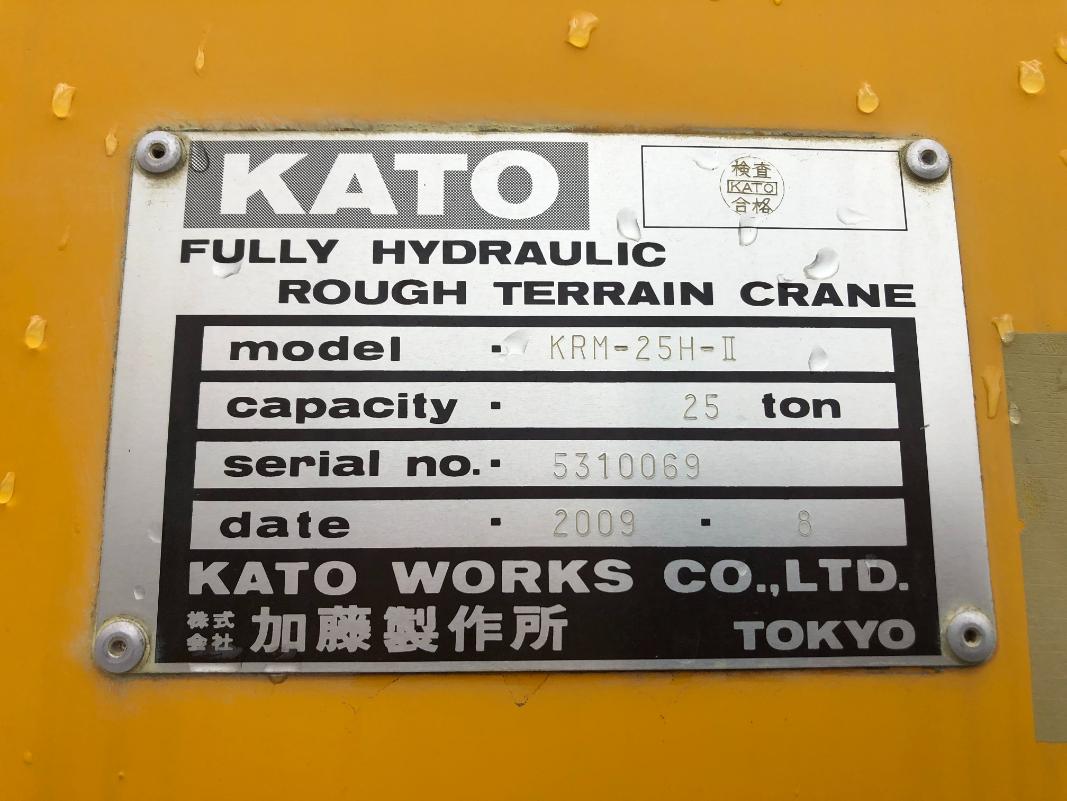 KATO
検査
KATO
合格
FULLY HYDRAULIC
ROUGH TERRAIN CRANE
model · KRM-25H-II
capacity · 25 ton
serial no. · 5310069
date · 2009 · 8
KATO WORKS CO.,LTD.
株式会社 加藤製作所 TOKYO